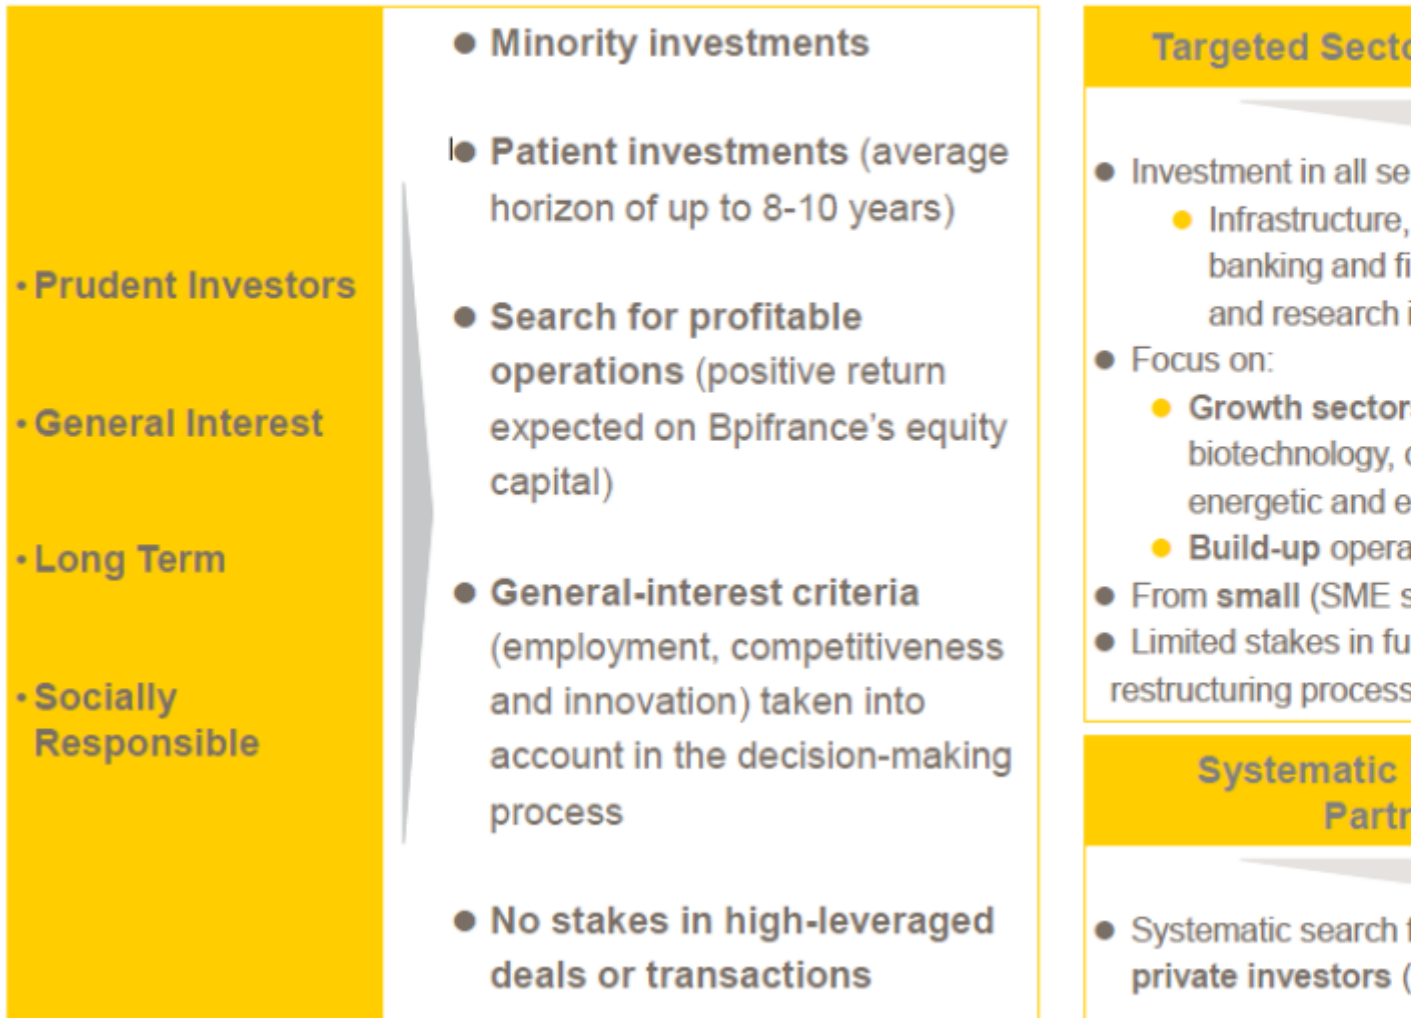 • Prudent Investors
• General Interest
• Long Term
• Socially
Responsible
● Minority investments
● Patient investments (average
horizon of up to 8-10 years)
● Search for profitable
operations (positive return
expected on Bpifrance’s equity
capital)
● General-interest criteria
(employment, competitiveness
and innovation) taken into
account in the decision-making
process
● No stakes in high-leveraged
deals or transactions
Targeted
● Investment in all
● Infrastructure,
banking and
and research
● Focus on:
● Growth
biotechnology,
energetic and
● Build-up
● From small (SME
● Limited stakes in
restructuring
Systematic
● Systematic search
private investors (